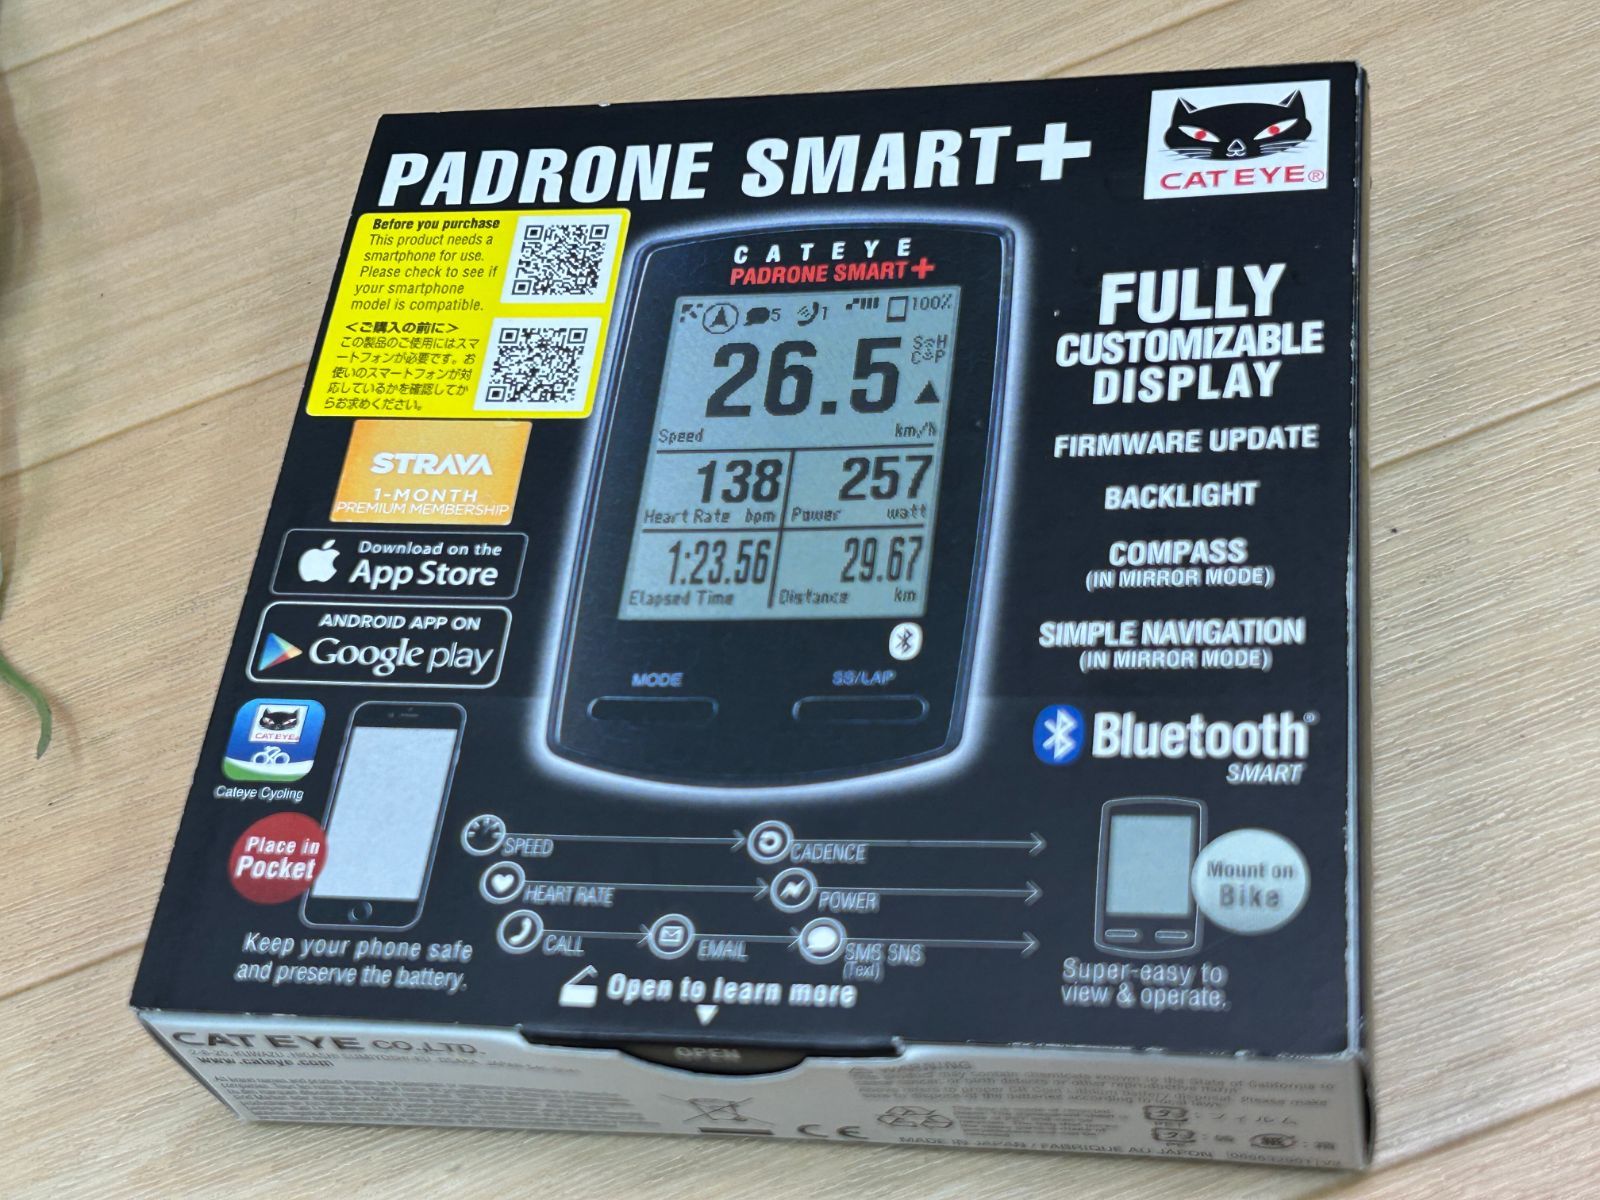 PADRONE SMART+
CATEYE®
Before you purchase
This product needs a
smartphone for use.
Please check to see if
your smartphone
model is compatible.
<ご購入の前に>
この製品のご使用にはスマ
ートフォンが必要です。お
使いのスマートフォンが対
応しているかを確認してか
らお求めください。
STRAVA
1-MONTH
PREMIUM MEMBERSHIP
Download on the
App Store
ANDROID APP ON
Google play
CATEYE
Cateye Cycling
Place in
Pocket
Keep your phone safe
and preserve the battery.
CATEYE
PADRONE SMART+
5 1 100%
26.5
S H
C P
Speed km/h
138 257
Heart Rate bpm Power watt
1:23.56 29.67
Elapsed Time Distance km
MODE SS/LAP
FULLY
CUSTOMIZABLE
DISPLAY
FIRMWARE UPDATE
BACKLIGHT
COMPASS
(IN MIRROR MODE)
SIMPLE NAVIGATION
(IN MIRROR MODE)
Bluetooth®
SMART
SPEED CADENCE
HEART RATE POWER
CALL EMAIL SMS SNS
(Text)
Mount on
Bike
Super-easy to
view & operate.
Open to learn more
OPEN
CATEYE CO.,LTD.
www.cateye.com
WARNING
CE
MADE IN JAPAN / FABRIQUE AU JAPON